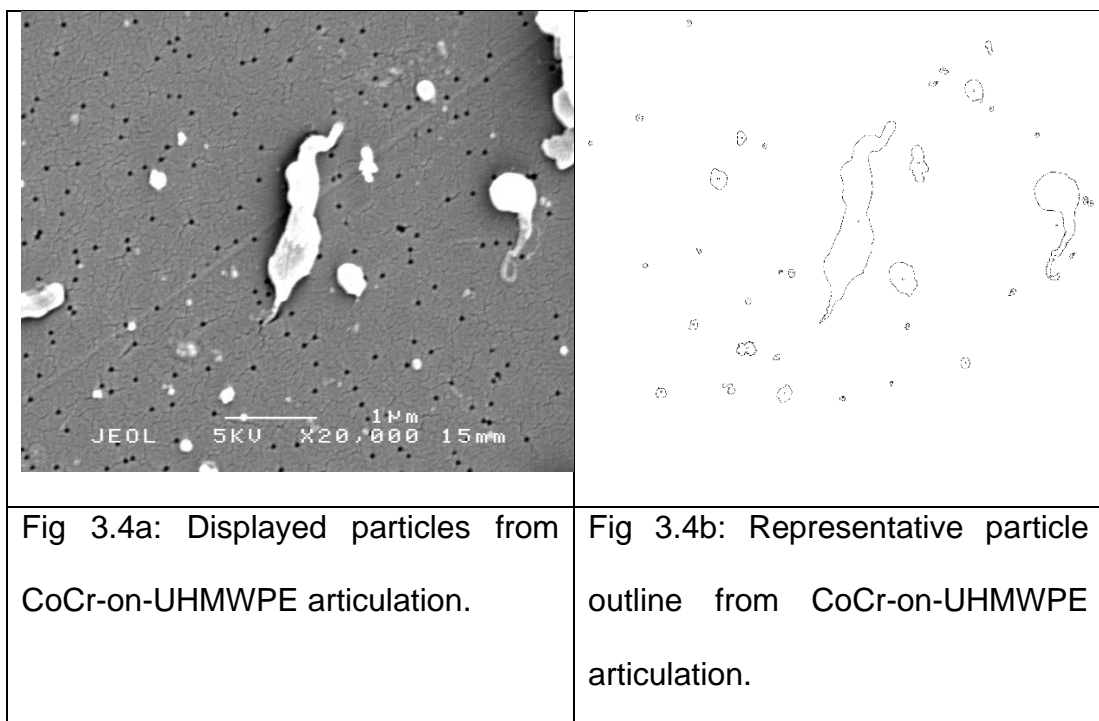 1µm
JEOL 5KV X20,000 15mm
Fig 3.4a: Displayed particles from
CoCr-on-UHMWPE articulation.
Fig 3.4b: Representative particle
outline from CoCr-on-UHMWPE
articulation.